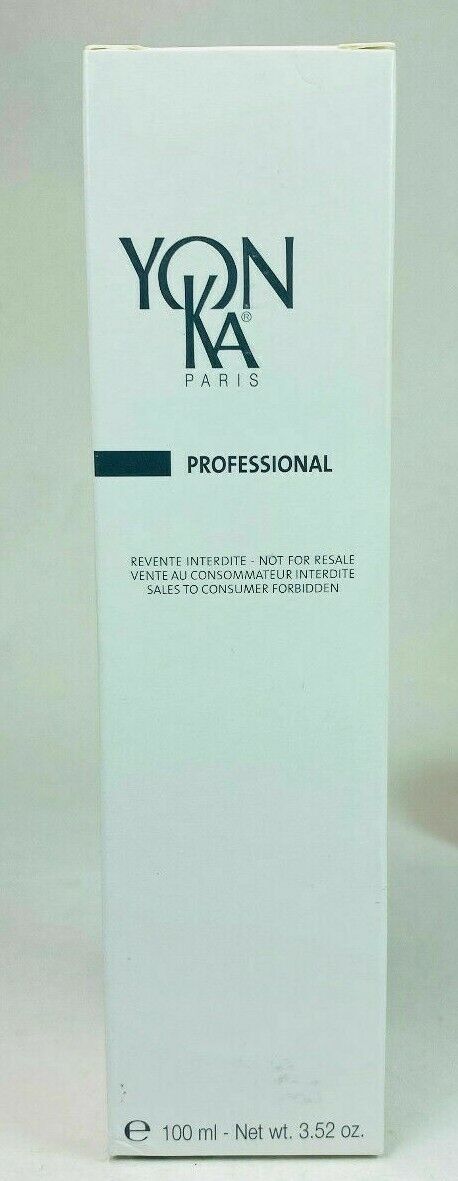 YON
KA®
PARIS
PROFESSIONAL
REVENTE INTERDITE - NOT FOR RESALE
VENTE AU CONSOMMATEUR INTERDITE
SALES TO CONSUMER FORBIDDEN
℮ 100 ml - Net wt. 3.52 oz.